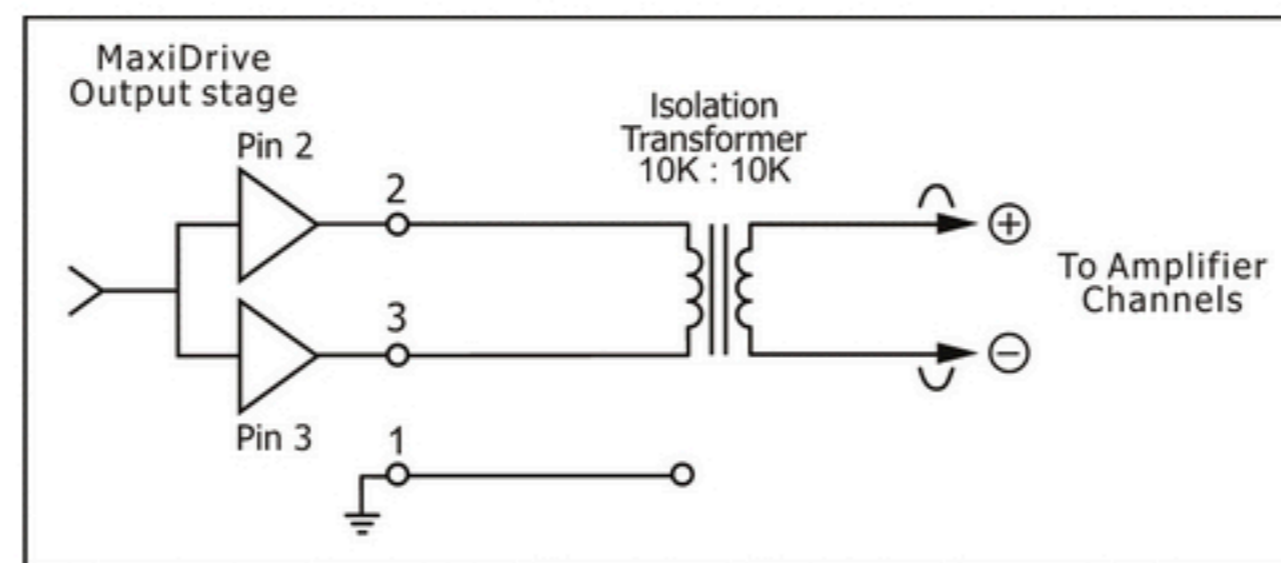 MaxiDrive
Output stage
Pin 2
2
Isolation
Transformer
10K : 10K
+
To Amplifier
Channels
3
−
Pin 3
1